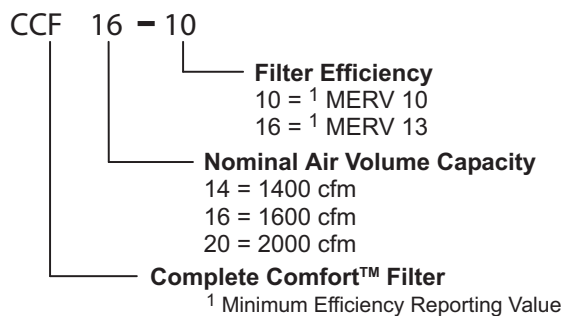 CCF 16 – 10
Filter Efficiency
10 = ¹ MERV 10
16 = ¹ MERV 13
Nominal Air Volume Capacity
14 = 1400 cfm
16 = 1600 cfm
20 = 2000 cfm
Complete Comfort™ Filter
¹ Minimum Efficiency Reporting Value